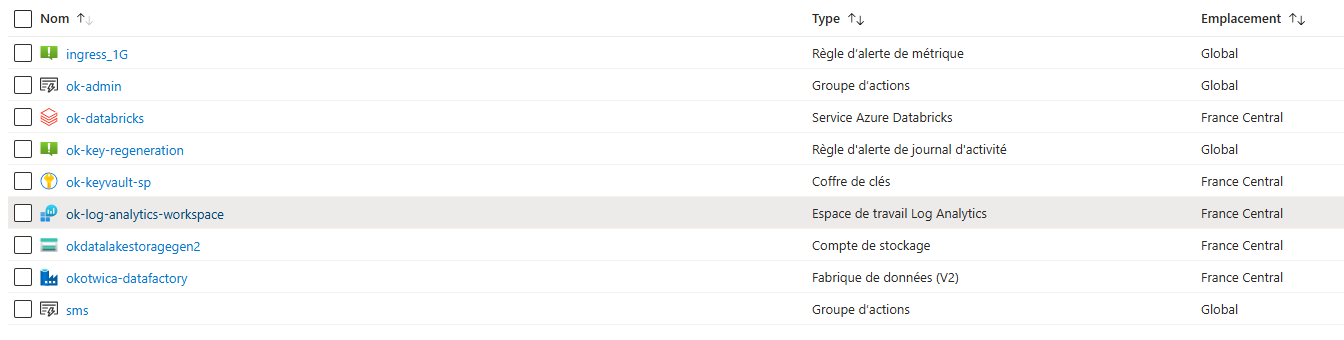 Nom Type Emplacement
ingress_1G Règle d'alerte de métrique Global
ok-admin Groupe d'actions Global
ok-databricks Service Azure Databricks France Central
ok-key-regeneration Règle d'alerte de journal d'activité Global
ok-keyvault-sp Coffre de clés France Central
ok-log-analytics-workspace Espace de travail Log Analytics France Central
okdatalakestoragegen2 Compte de stockage France Central
okotwica-datafactory Fabrique de données (V2) France Central
sms Groupe d'actions Global